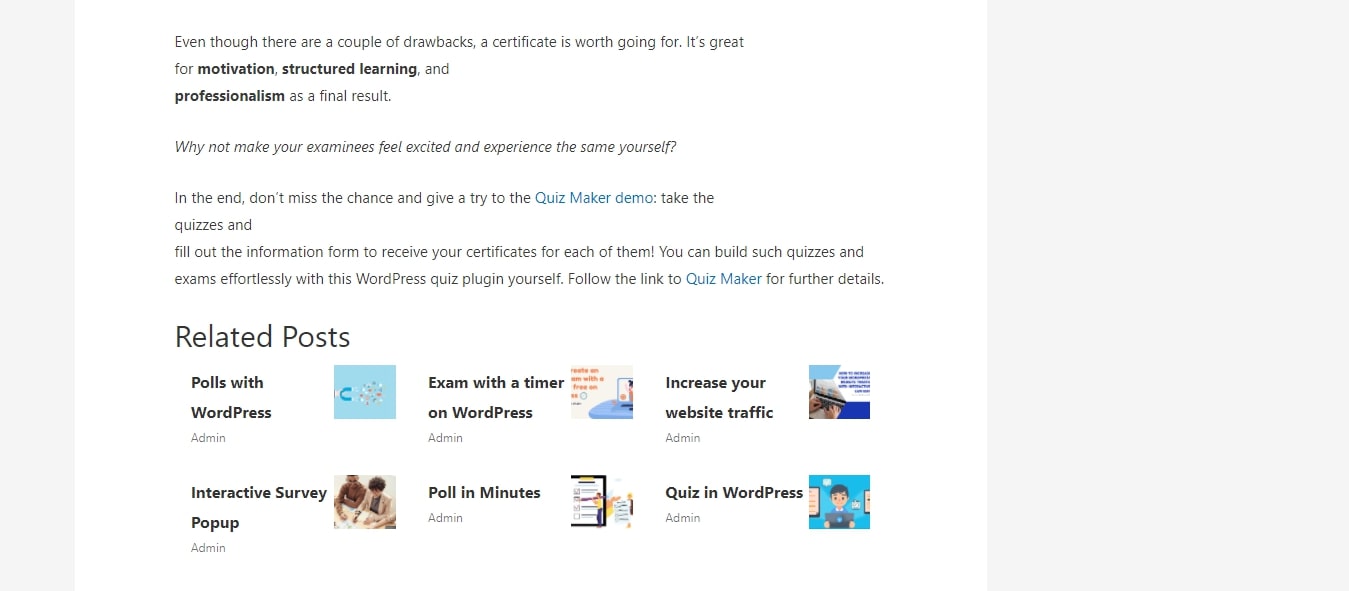 Even though there are a couple of drawbacks, a certificate is worth going for. It's great
for motivation, structured learning, and
professionalism as a final result.
Why not make your examinees feel excited and experience the same yourself?
In the end, don't miss the chance and give a try to the Quiz Maker demo: take the
quizzes and
fill out the information form to receive your certificates for each of them! You can build such quizzes and
exams effortlessly with this WordPress quiz plugin yourself. Follow the link to Quiz Maker for further details.
Related Posts
Polls with
WordPress
Admin
Exam with a timer
on WordPress
Admin
Increase your
website traffic
Admin
Interactive Survey
Popup
Admin
Poll in Minutes
Admin
Quiz in WordPress
Admin